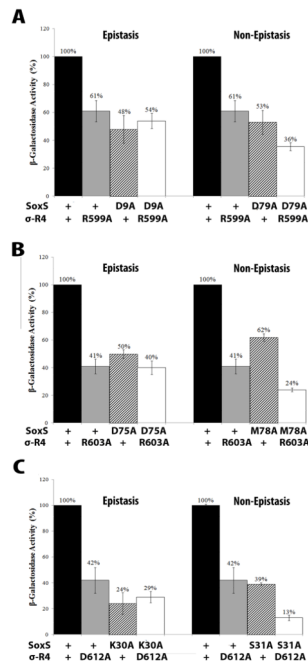 A
Epistasis
Non-Epistasis
β-Galactosidase Activity (%)
120
100
80
60
40
20
0
100%
61%
48%
54%
100%
61%
53%
36%
SoxS + + D9A D9A + + D79A D79A
σ-R4 + R599A + R599A + R599A + R599A
B
Epistasis
Non-Epistasis
β-Galactosidase Activity (%)
120
100
80
60
40
20
0
100%
41%
50%
40%
100%
41%
62%
24%
SoxS + + D75A D75A + + M78A M78A
σ-R4 + R603A + R603A + R603A + R603A
C
Epistasis
Non-Epistasis
β-Galactosidase Activity (%)
120
100
80
60
40
20
0
100%
42%
24%
29%
100%
42%
39%
13%
SoxS + + K30A K30A + + S31A S31A
σ-R4 + D612A + D612A + D612A + D612A